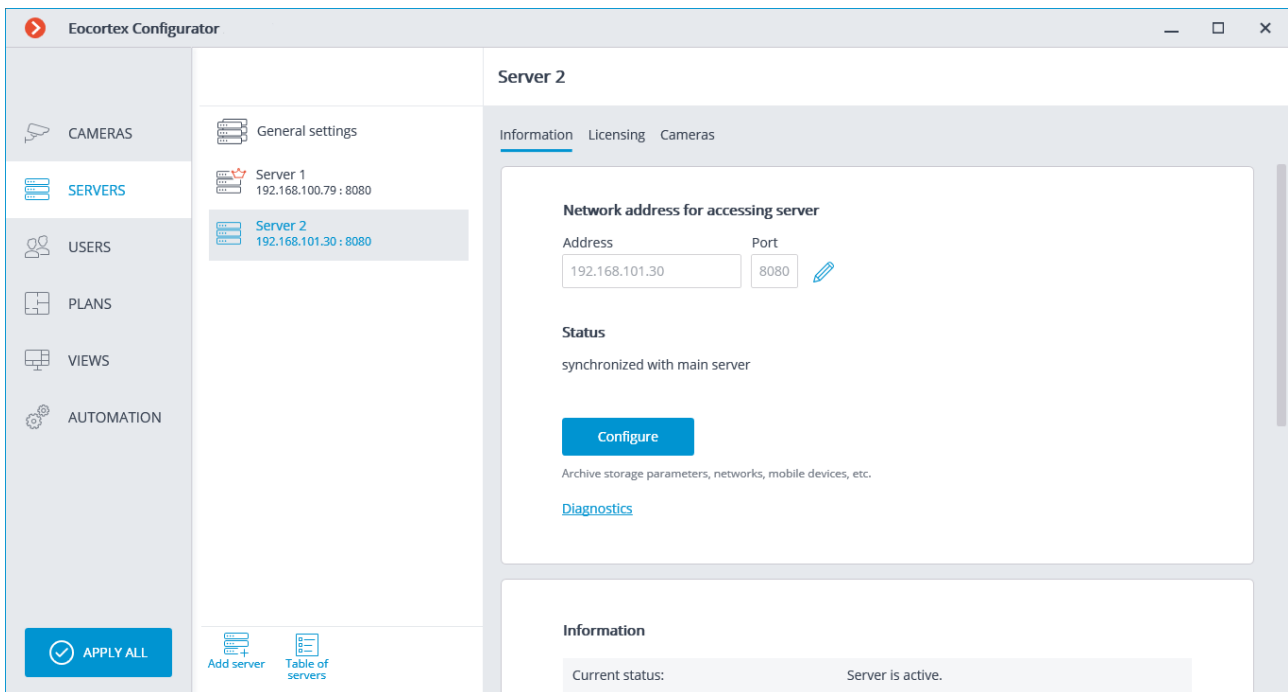 Eocortex Configurator
CAMERAS
SERVERS
USERS
PLANS
VIEWS
AUTOMATION
APPLY ALL
General settings
Server 1
192.168.100.79 : 8080
Server 2
192.168.101.30 : 8080
Add server
Table of
servers
Server 2
Information Licensing Cameras
Network address for accessing server
Address Port
192.168.101.30 8080
Status
synchronized with main server
Configure
Archive storage parameters, networks, mobile devices, etc.
Diagnostics
Information
Current status: Server is active.